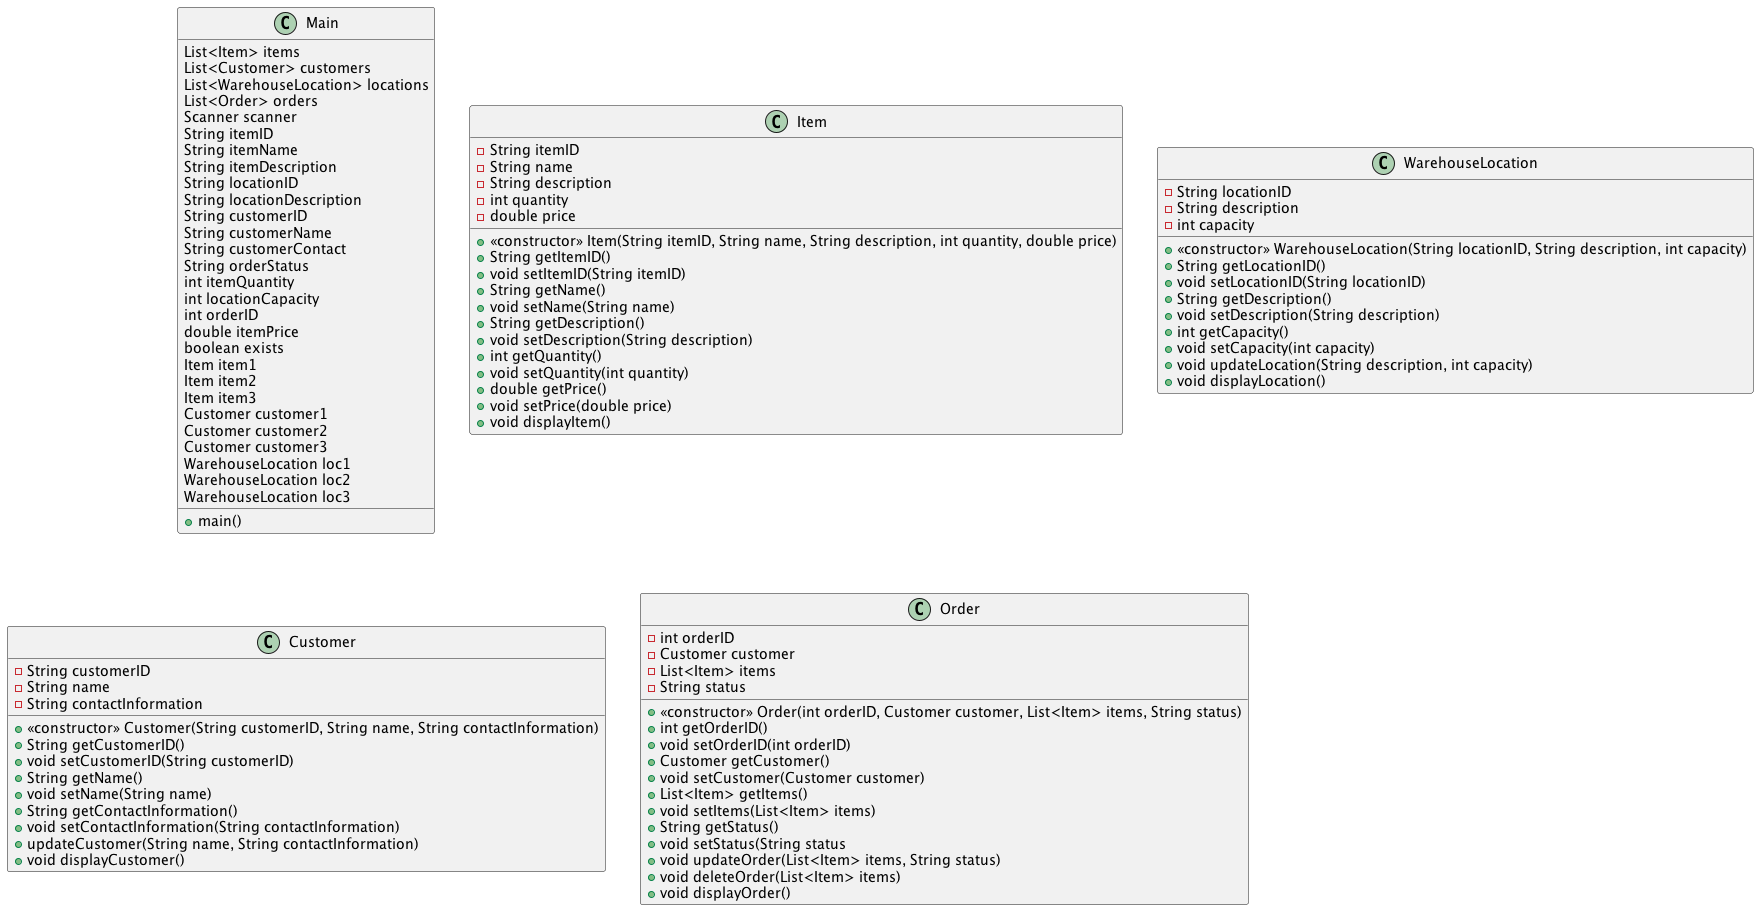 C Main
List<Item> items
List<Customer> customers
List<WarehouseLocation> locations
List<Order> orders
Scanner scanner
String itemID
String itemName
String itemDescription
String locationID
String locationDescription
String customerID
String customerName
String customerContact
String orderStatus
int itemQuantity
int locationCapacity
int orderID
double itemPrice
boolean exists
Item item1
Item item2
Item item3
Customer customer1
Customer customer2
Customer customer3
WarehouseLocation loc1
WarehouseLocation loc2
WarehouseLocation loc3
main()
C Item
String itemID
String name
String description
int quantity
double price
«constructor» Item(String itemID, String name, String description, int quantity, double price)
String getItemID()
void setItemID(String itemID)
String getName()
void setName(String name)
String getDescription()
void setDescription(String description)
int getQuantity()
void setQuantity(int quantity)
double getPrice()
void setPrice(double price)
void displayItem()
C WarehouseLocation
String locationID
String description
int capacity
«constructor» WarehouseLocation(String locationID, String description, int capacity)
String getLocationID()
void setLocationID(String locationID)
String getDescription()
void setDescription(String description)
int getCapacity()
void setCapacity(int capacity)
void updateLocation(String description, int capacity)
void displayLocation()
C Customer
String customerID
String name
String contactInformation
«constructor» Customer(String customerID, String name, String contactInformation)
String getCustomerID()
void setCustomerID(String customerID)
String getName()
void setName(String name)
String getContactInformation()
void setContactInformation(String contactInformation)
updateCustomer(String name, String contactInformation)
void displayCustomer()
C Order
int orderID
Customer customer
List<Item> items
String status
«constructor» Order(int orderID, Customer customer, List<Item> items, String status)
int getOrderID()
void setOrderID(int orderID)
Customer getCustomer()
void setCustomer(Customer customer)
List<Item> getItems()
void setItems(List<Item> items)
String getStatus()
void setStatus(String status
void updateOrder(List<Item> items, String status)
void deleteOrder(List<Item> items)
void displayOrder()